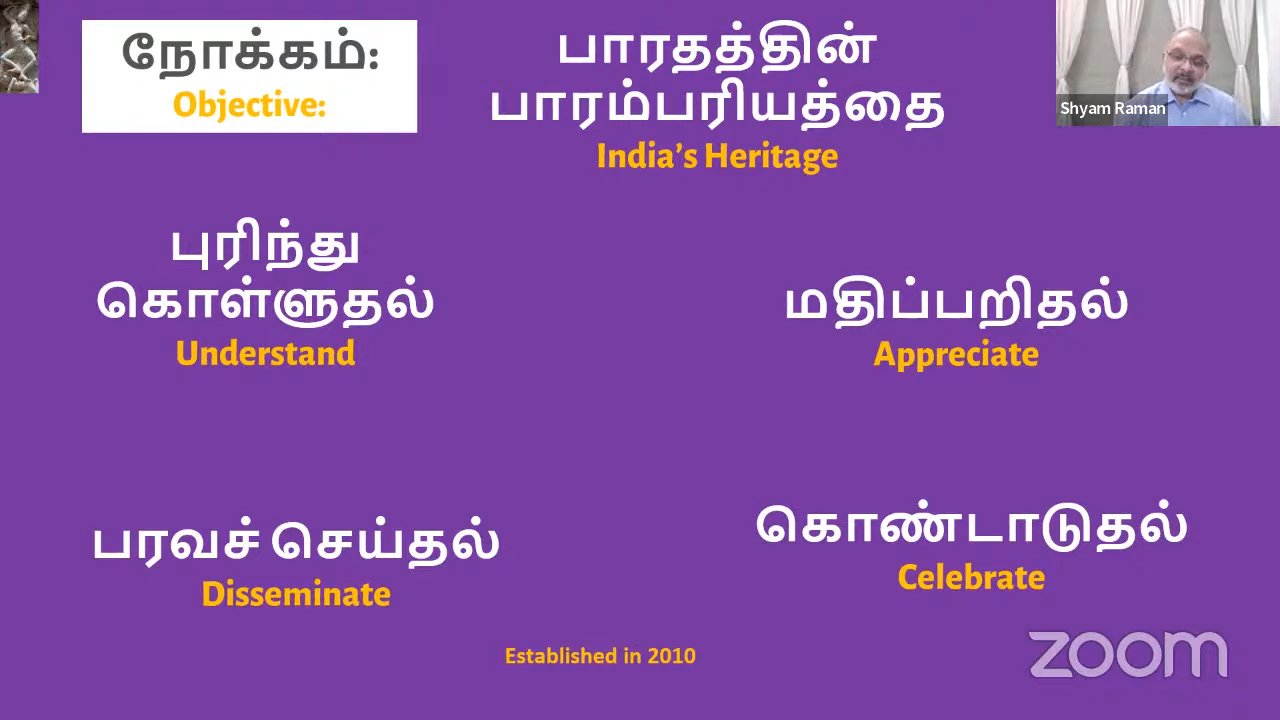 நோக்கம்:
Objective:
பாரதத்தின்
பாரம்பரியத்தை
India's Heritage
Shyam Raman
புரிந்து
கொள்ளுதல்
Understand
மதிப்பறிதல்
Appreciate
பரவச் செய்தல்
Disseminate
கொண்டாடுதல்
Celebrate
Established in 2010
zoom